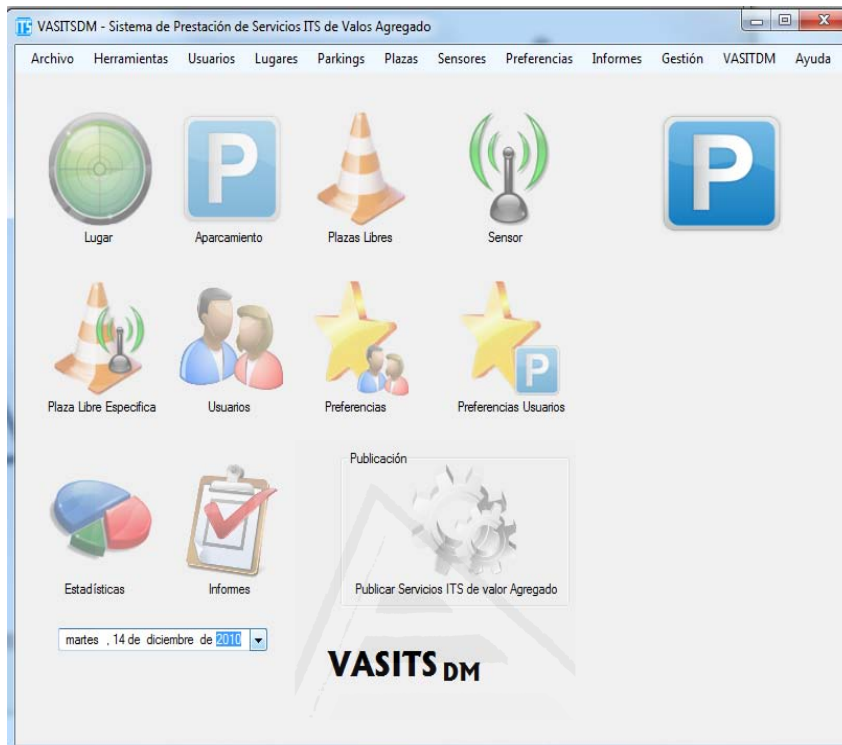 ITS VASITSDM - Sistema de Prestación de Servicios ITS de Valos Agregado
Archivo Herramientas Usuarios Lugares Parkings Plazas Sensores Preferencias Informes Gestión VASITDM Ayuda
P P
Lugar Aparcamiento Plazas Libres Sensor
P
Plaza Libre Especifica Usuarios Preferencias Preferencias Usuarios
Publicación
Estadísticas Informes Publicar Servicios ITS de valor Agregado
martes , 14 de diciembre de 2010
VASITS DM